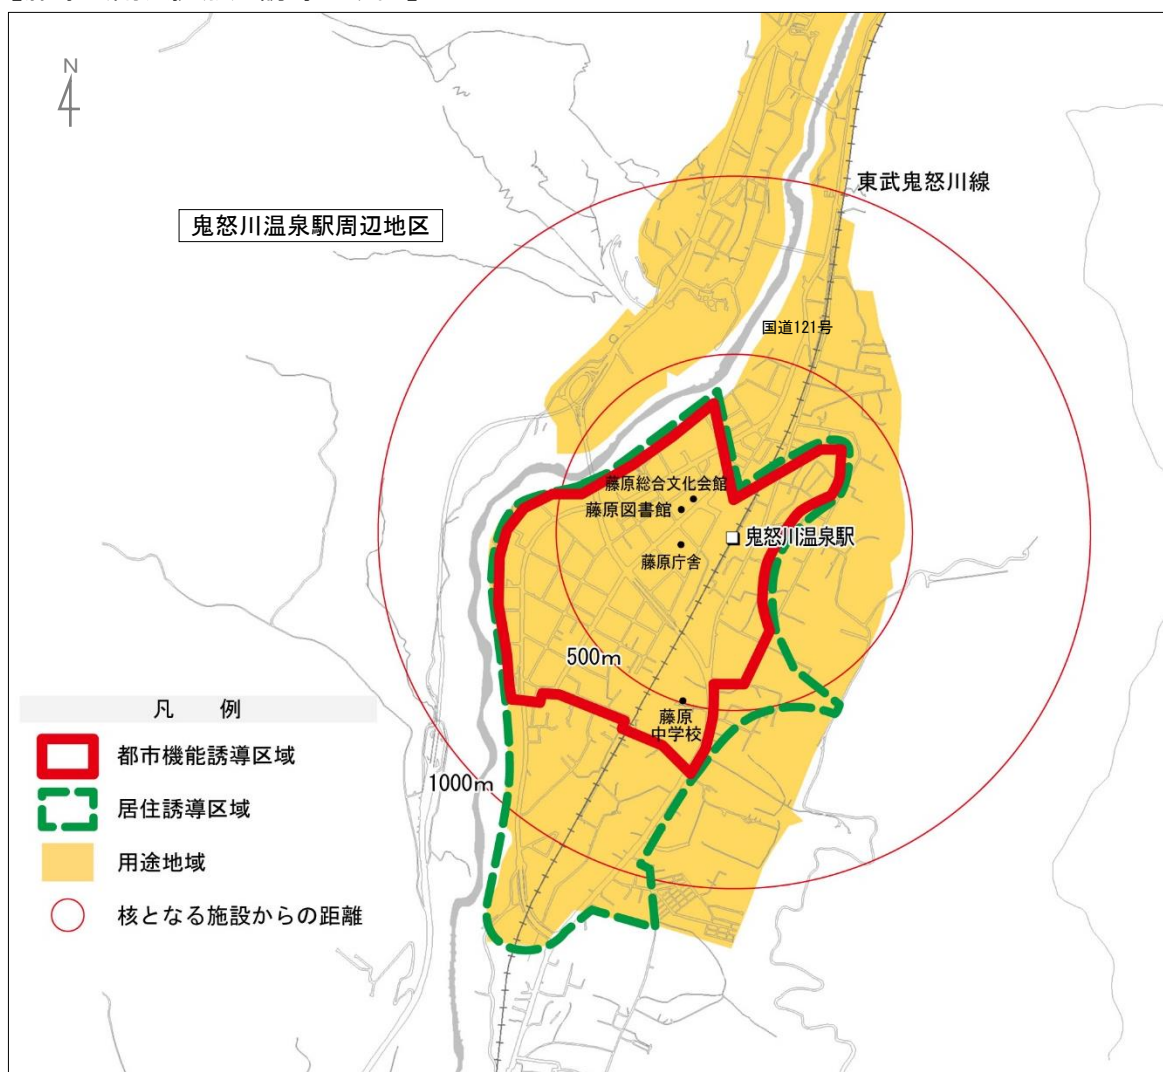 N
東武鬼怒川線
鬼怒川温泉駅周辺地区
国道121号
藤原総合文化会館
藤原図書館
鬼怒川温泉駅
藤原庁舎
500m
藤原
中学校
1000m
凡 例
都市機能誘導区域
居住誘導区域
用途地域
核となる施設からの距離